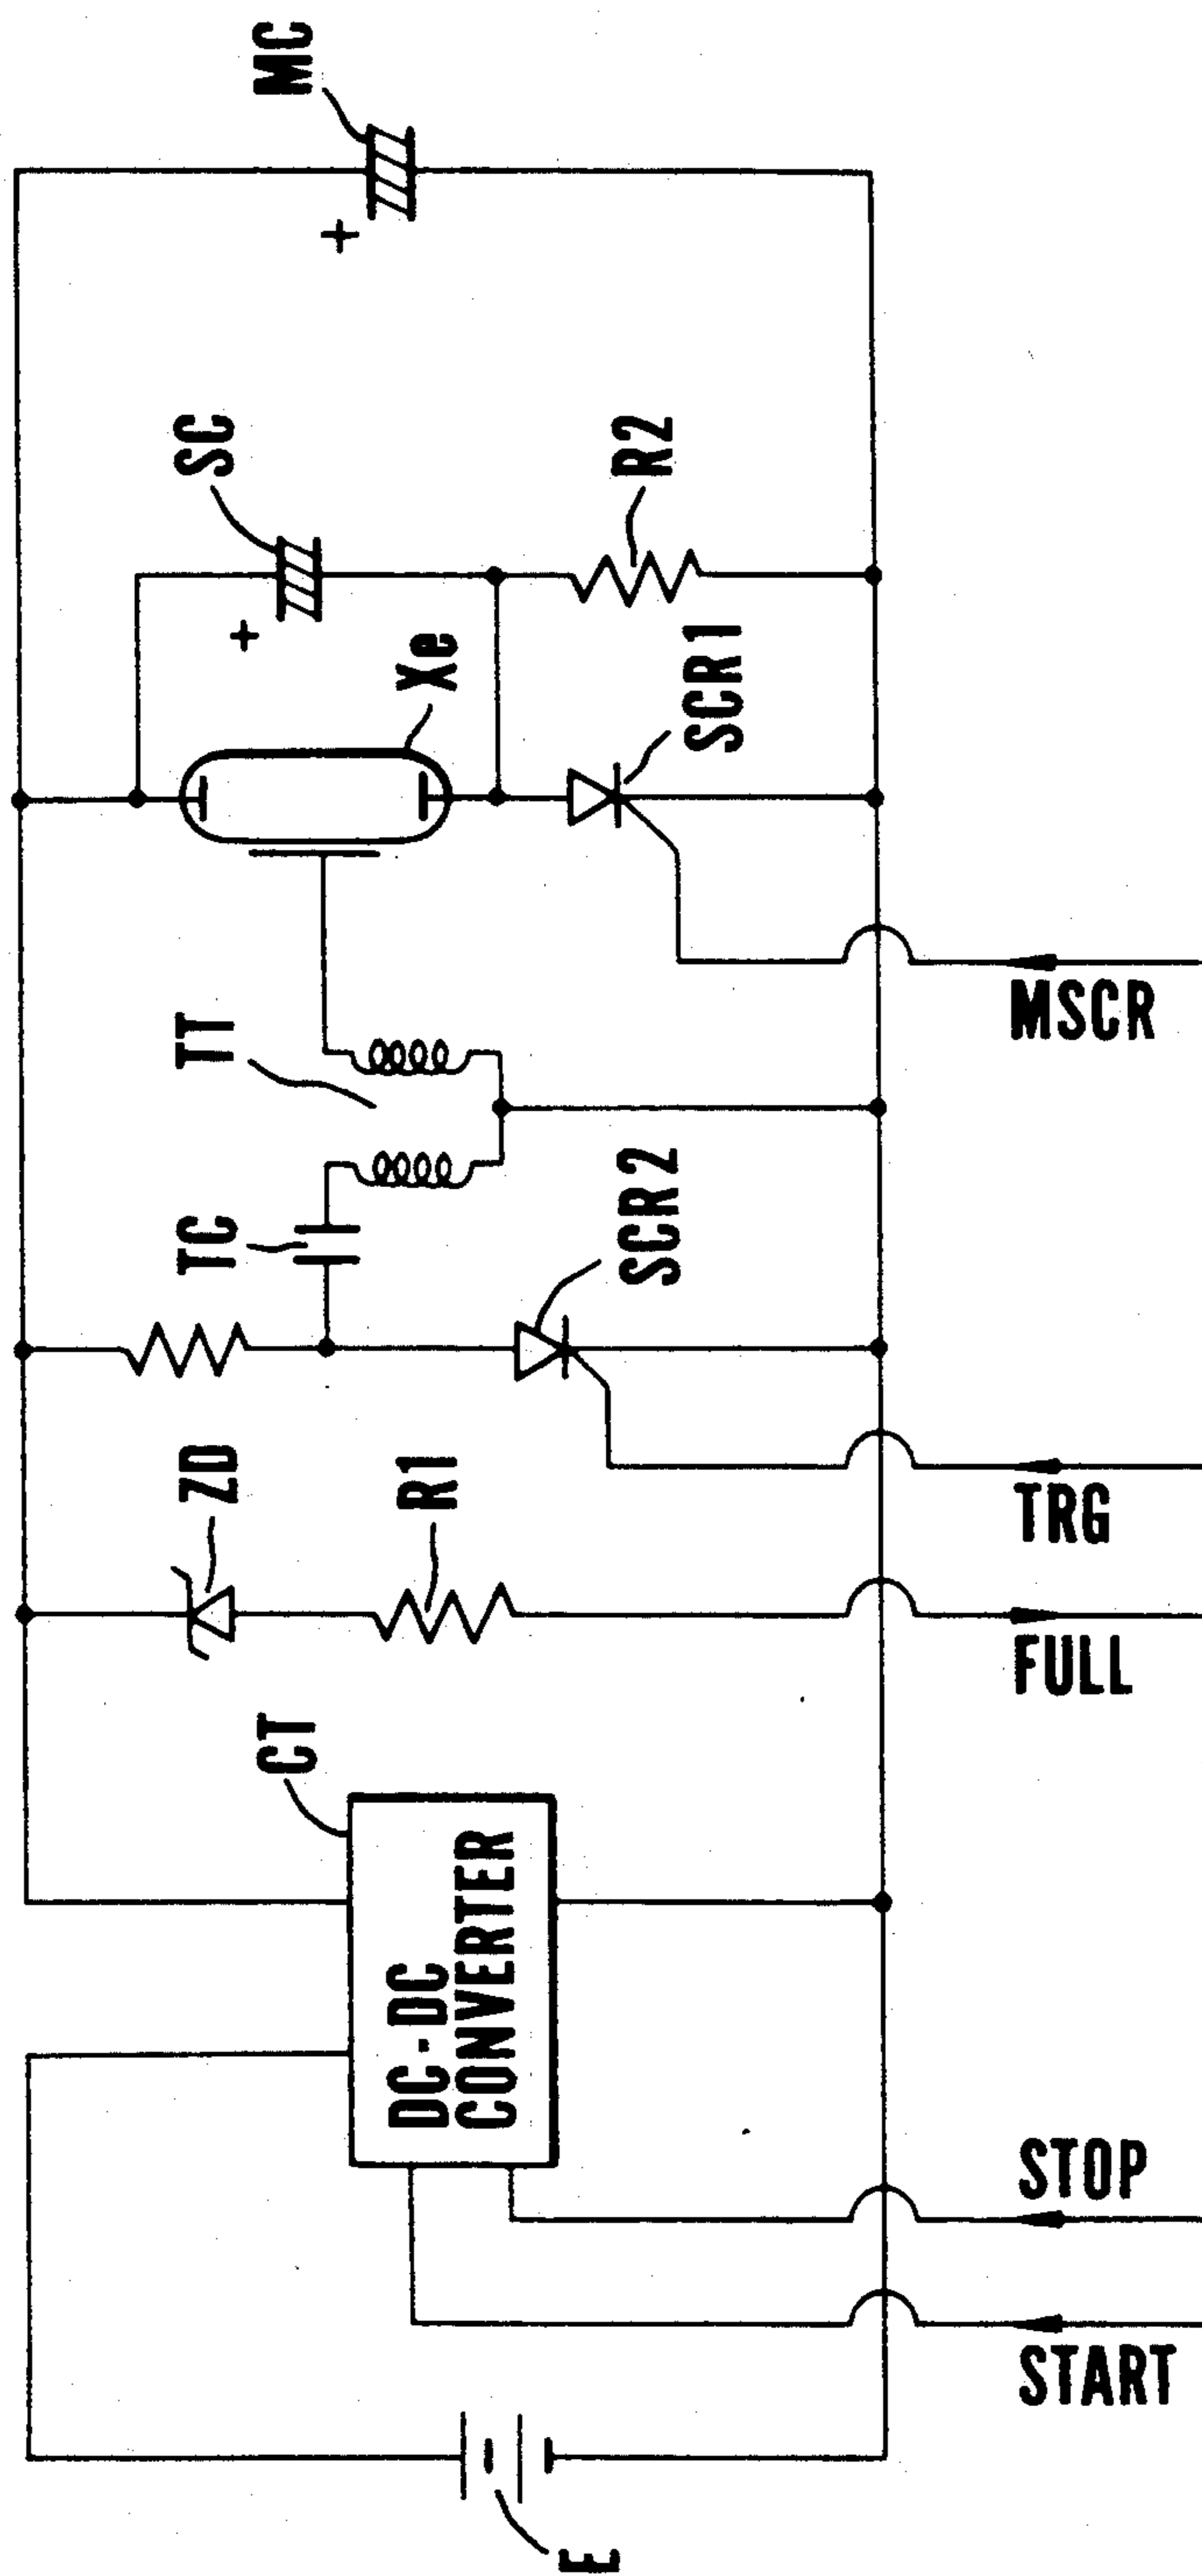 E
START
STOP
DC-DC
CONVERTER
CT
FULL
ZD
R1
TRG
TC
SCR2
TT
MSCR
Xe
SCR1
+
SC
R2
+
MC